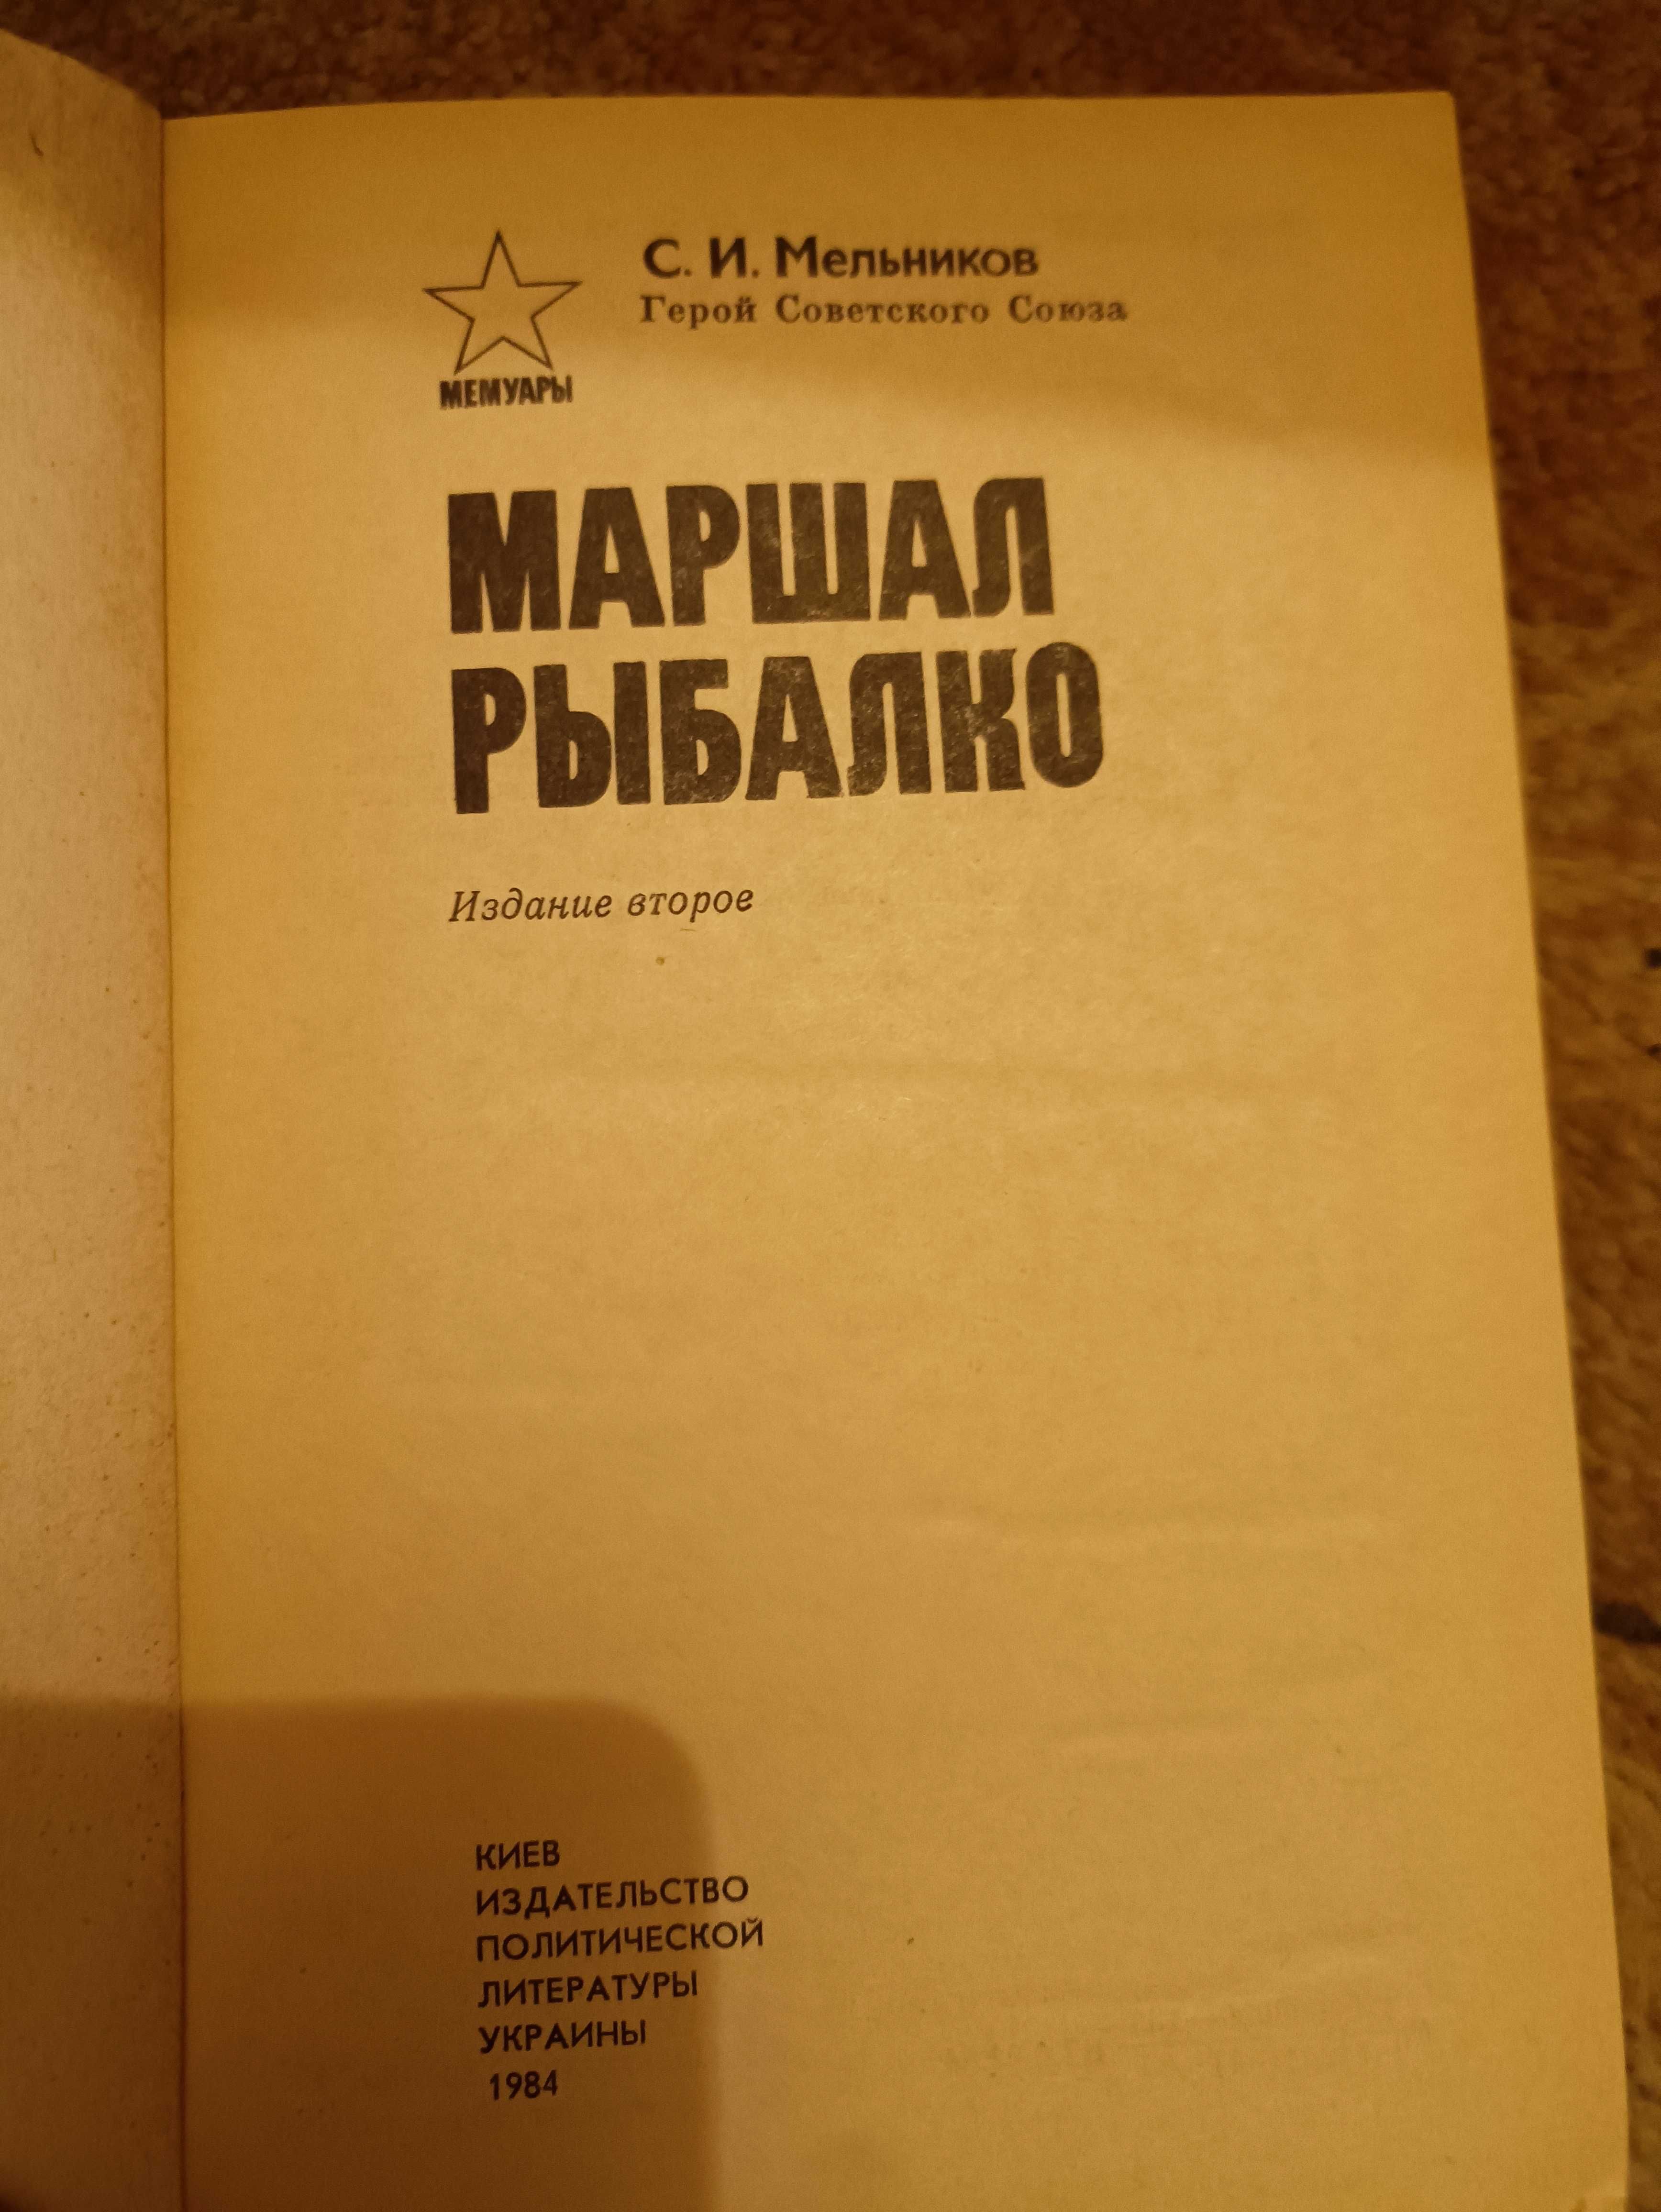 С. И. Мельников
Герой Советского Союза
МЕМУАРЫ
МАРШАЛ
РЫБАЛКО
Издание второе
КИЕВ
ИЗДАТЕЛЬСТВО
ПОЛИТИЧЕСКОЙ
ЛИТЕРАТУРЫ
УКРАИНЫ
1984